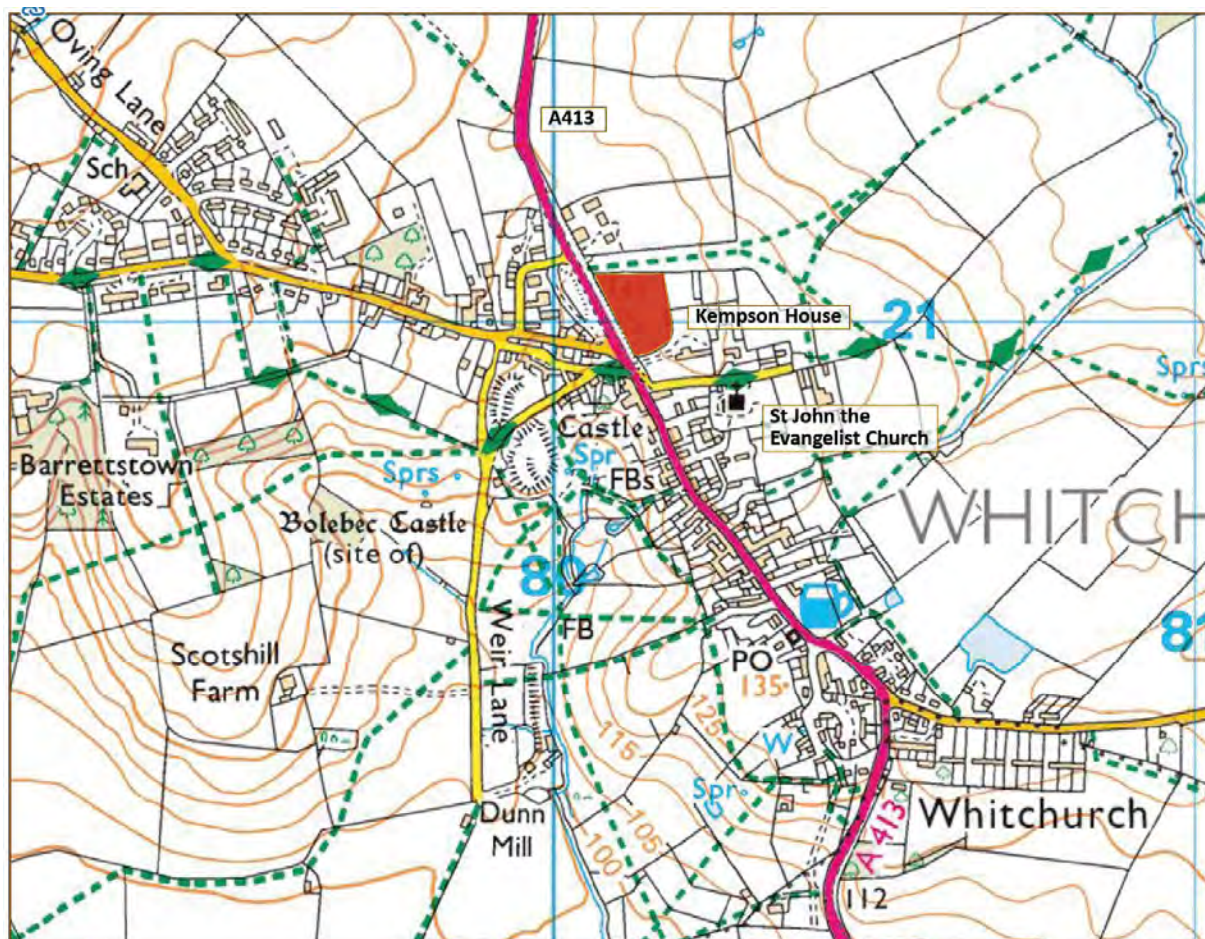 Oving Lane
A413
Sch
Kempson House
21
Sprs
St John the
Evangelist Church
Castle
Spr
FBs
Sprs
Barrettstown
Estates
Bolebec Castle
(site of)
WHITCH
80
Weir Lane
FB
81
Scotshill
Farm
PO
135
125
115
W
Spr
105
100
Dunn
Mill
Whitchurch
A 413
112